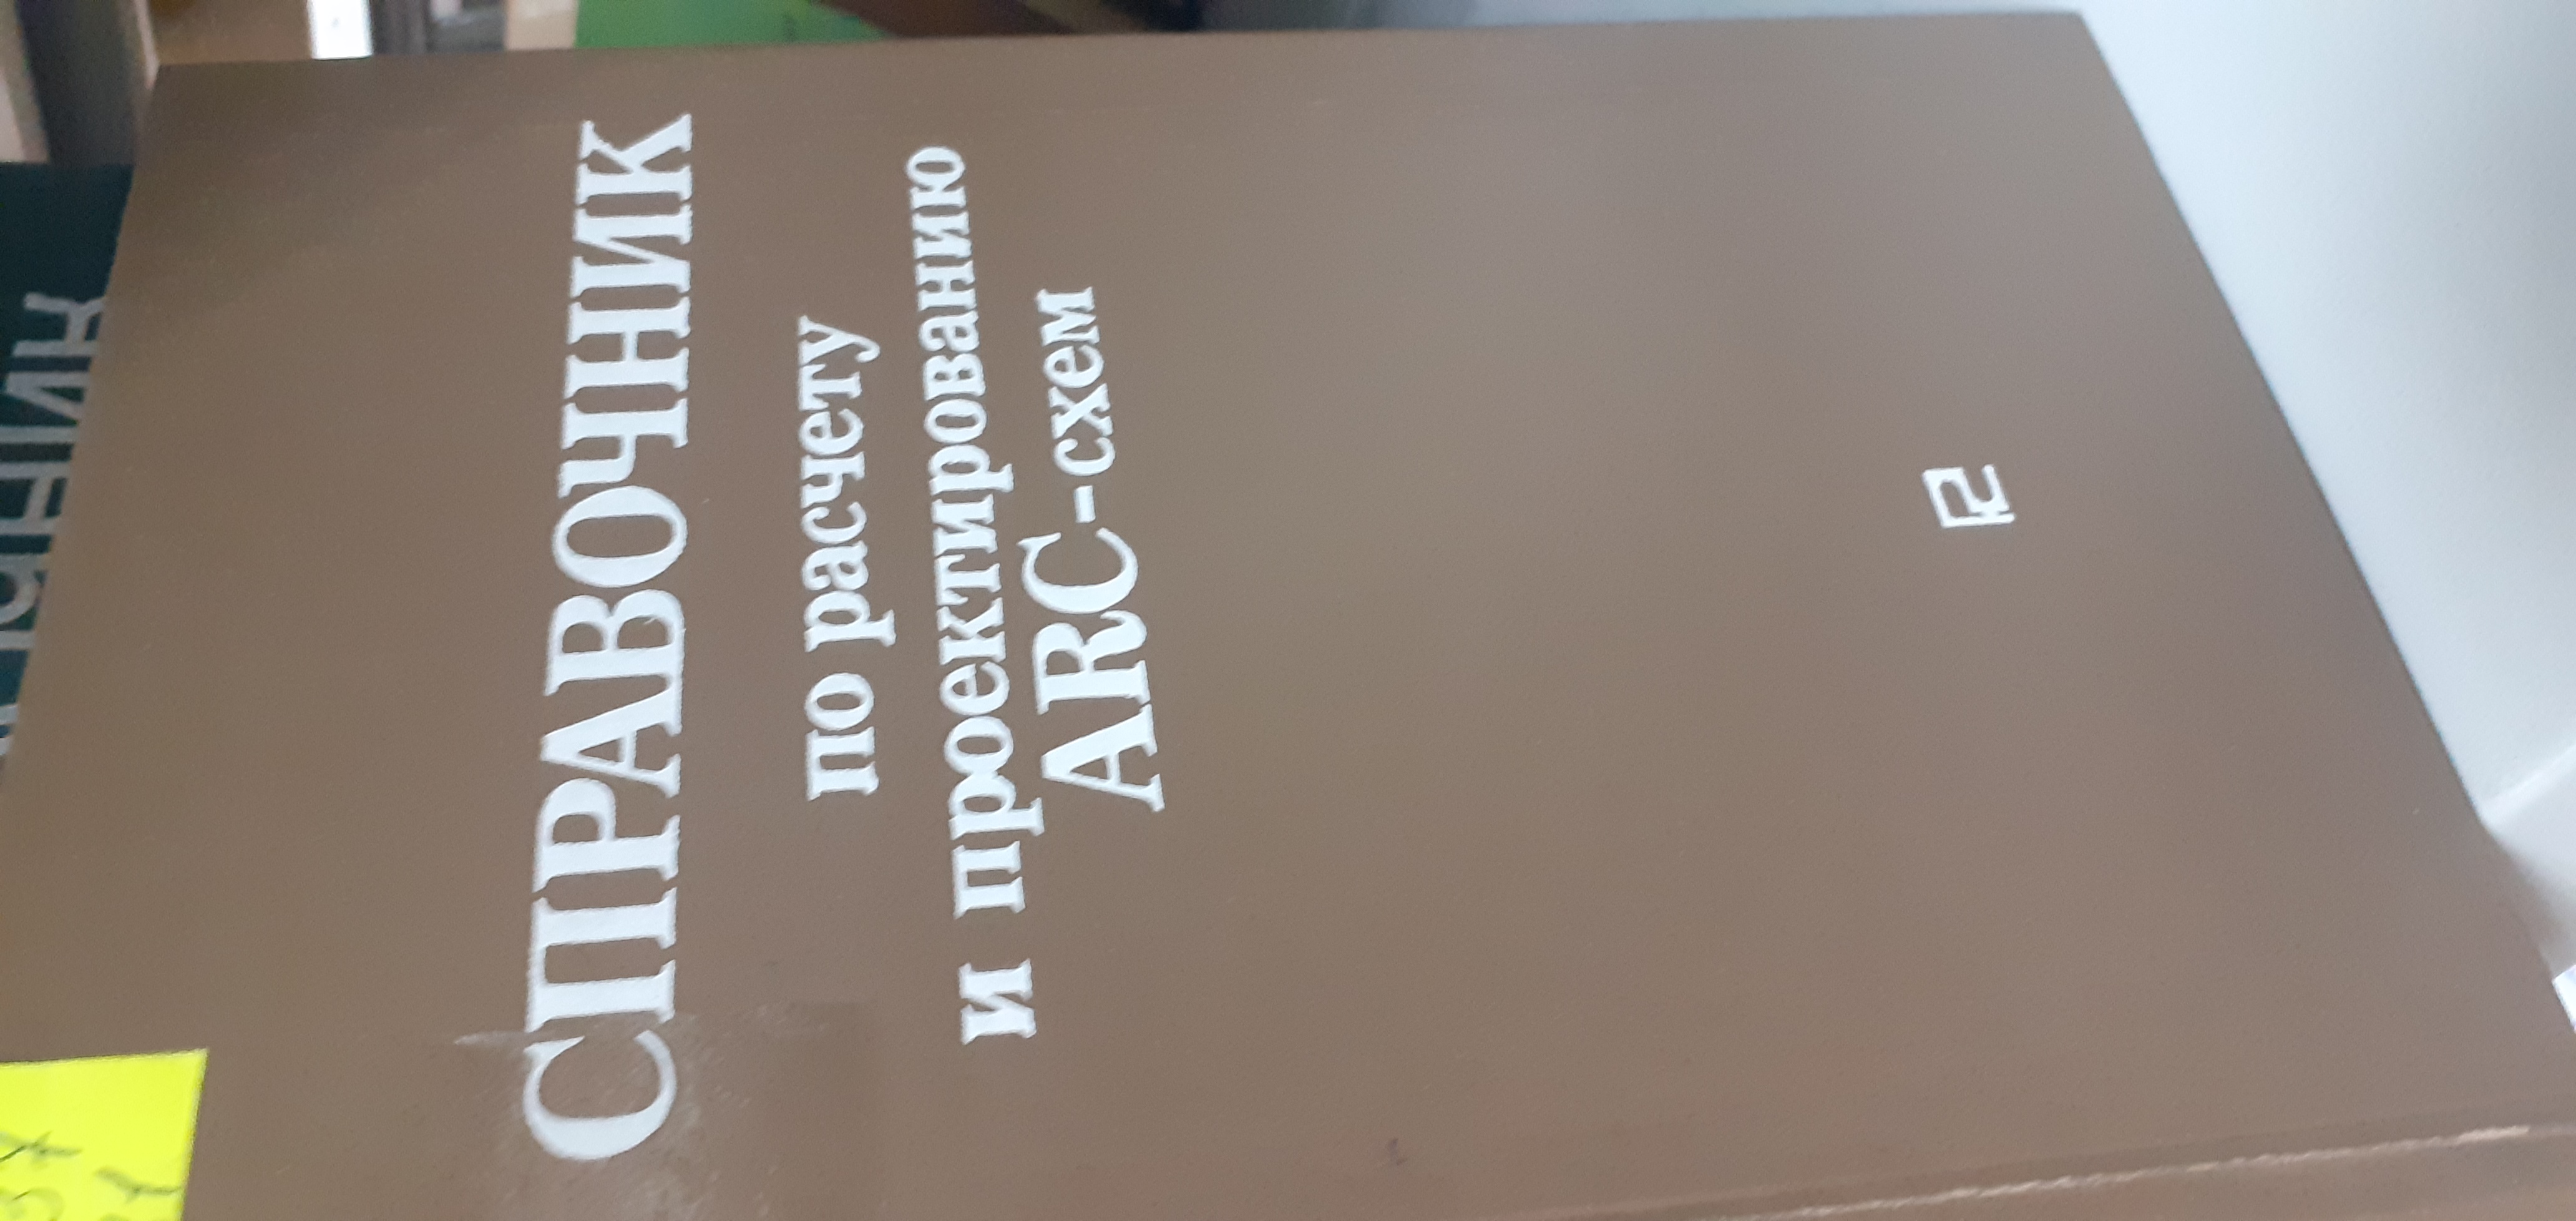 СПРАВОЧНИК
по расчету
и проектированию
ARC-схем